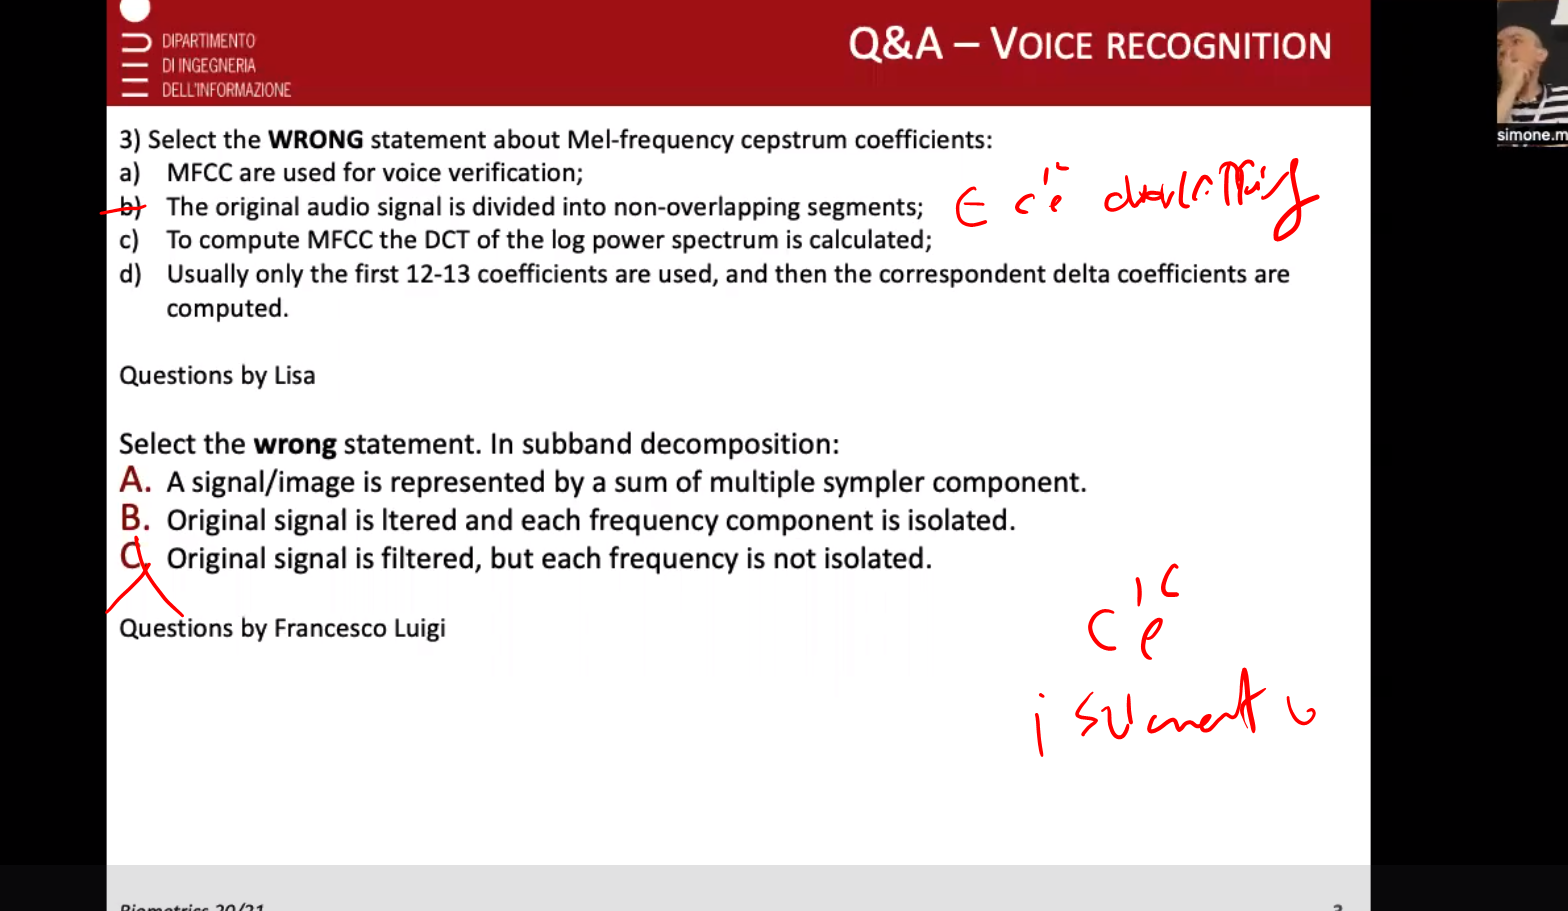 DIPARTIMENTO
DI INGEGNERIA
DELL'INFORMAZIONE
Q&A – VOICE RECOGNITION
simone.m
3) Select the WRONG statement about Mel-frequency cepstrum coefficients:
a) MFCC are used for voice verification;
b) The original audio signal is divided into non-overlapping segments;
c'è
c) To compute MFCC the DCT of the log power spectrum is calculated;
d) Usually only the first 12-13 coefficients are used, and then the correspondent delta coefficients are
computed.
Questions by Lisa
Select the wrong statement. In subband decomposition:
A. A signal/image is represented by a sum of multiple sympler component.
B. Original signal is ltered and each frequency component is isolated.
C. Original signal is filtered, but each frequency is not isolated.
c'è
Questions by Francesco Luigi
Biometrics 20/21